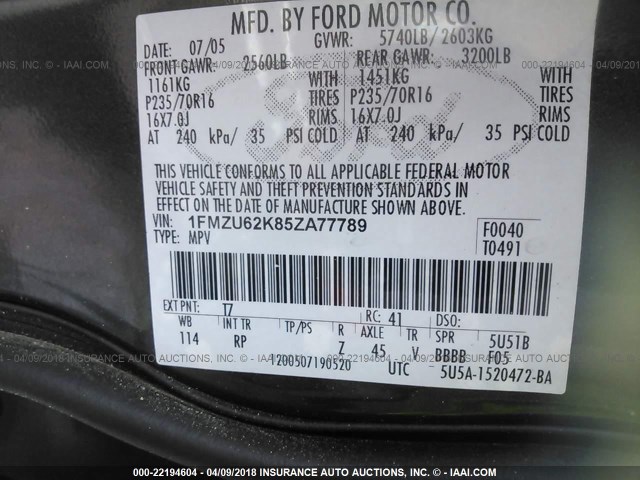 MFD. BY FORD MOTOR CO.
DATE: 07/05 GVWR: 5740LB/2603KG
FRONT GAWR: 2560LB REAR GAWR: 3200LB
1161KG WITH 1451KG WITH
P235/70R16 TIRES P235/70R16 TIRES
16X7.0J RIMS 16X7.0J RIMS
AT 240 kPa/ 35 PSI COLD AT 240 kPa/ 35 PSI COLD
THIS VEHICLE CONFORMS TO ALL APPLICABLE FEDERAL MOTOR
VEHICLE SAFETY AND THEFT PREVENTION STANDARDS IN
EFFECT ON THE DATE OF MANUFACTURE SHOWN ABOVE.
VIN: 1FMZU62K85ZA77789 F0040
TYPE: MPV T0491
EXT PNT: T7 RC: 41 DSO:
WB INT TR TP/PS R AXLE TR SPR 5U51B
114 RP Z 45 V BBBB F05
1200507190520 UTC 5U5A-1520472-BA
Ford
000-22194604 - 04/09/2018 INSURANCE AUTO AUCTIONS - IAAI.COM